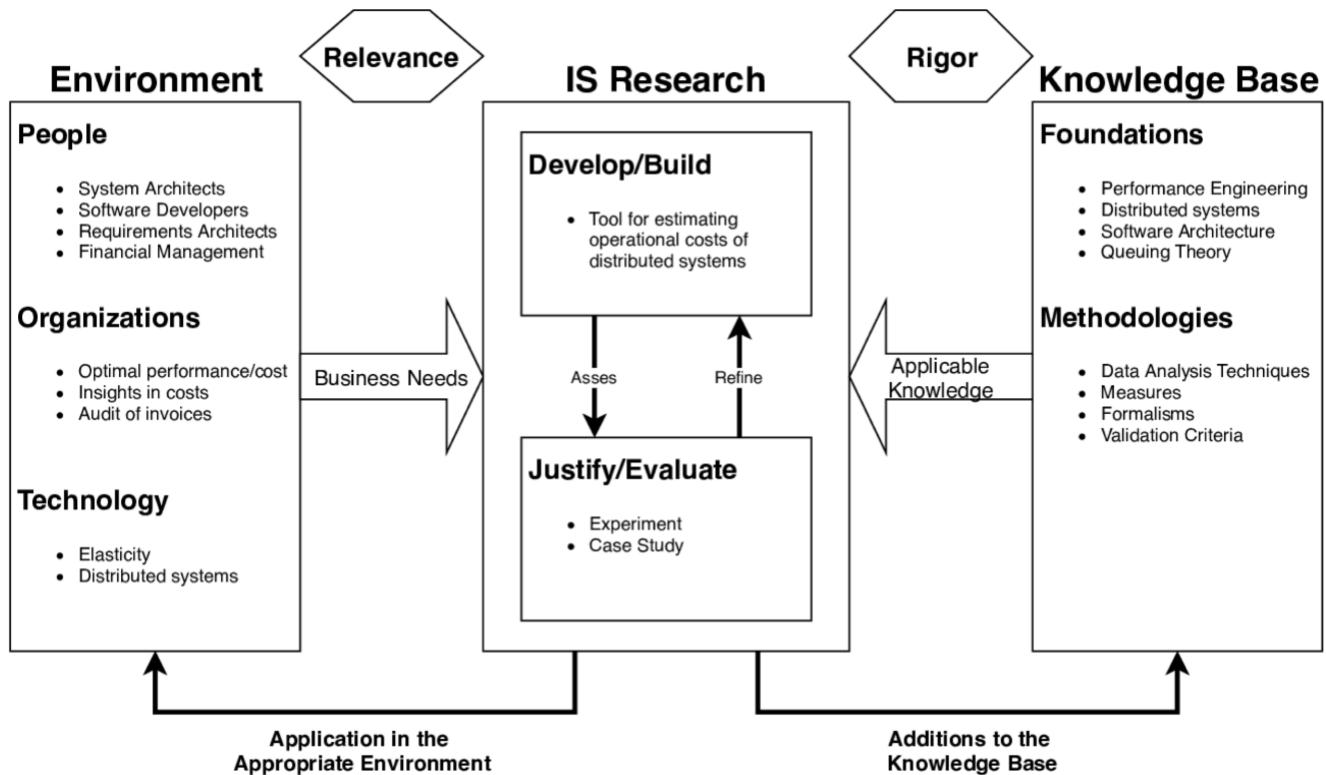 Relevance
Rigor
Environment
IS Research
Knowledge Base
People
• System Architects
• Software Developers
• Requirements Architects
• Financial Management
Organizations
• Optimal performance/cost
• Insights in costs
• Audit of invoices
Technology
• Elasticity
• Distributed systems
Business Needs
Develop/Build
• Tool for estimating
operational costs of
distributed systems
Asses
Refine
Justify/Evaluate
• Experiment
• Case Study
Applicable
Knowledge
Foundations
• Performance Engineering
• Distributed systems
• Software Architecture
• Queuing Theory
Methodologies
• Data Analysis Techniques
• Measures
• Formalisms
• Validation Criteria
Application in the
Appropriate Environment
Additions to the
Knowledge Base